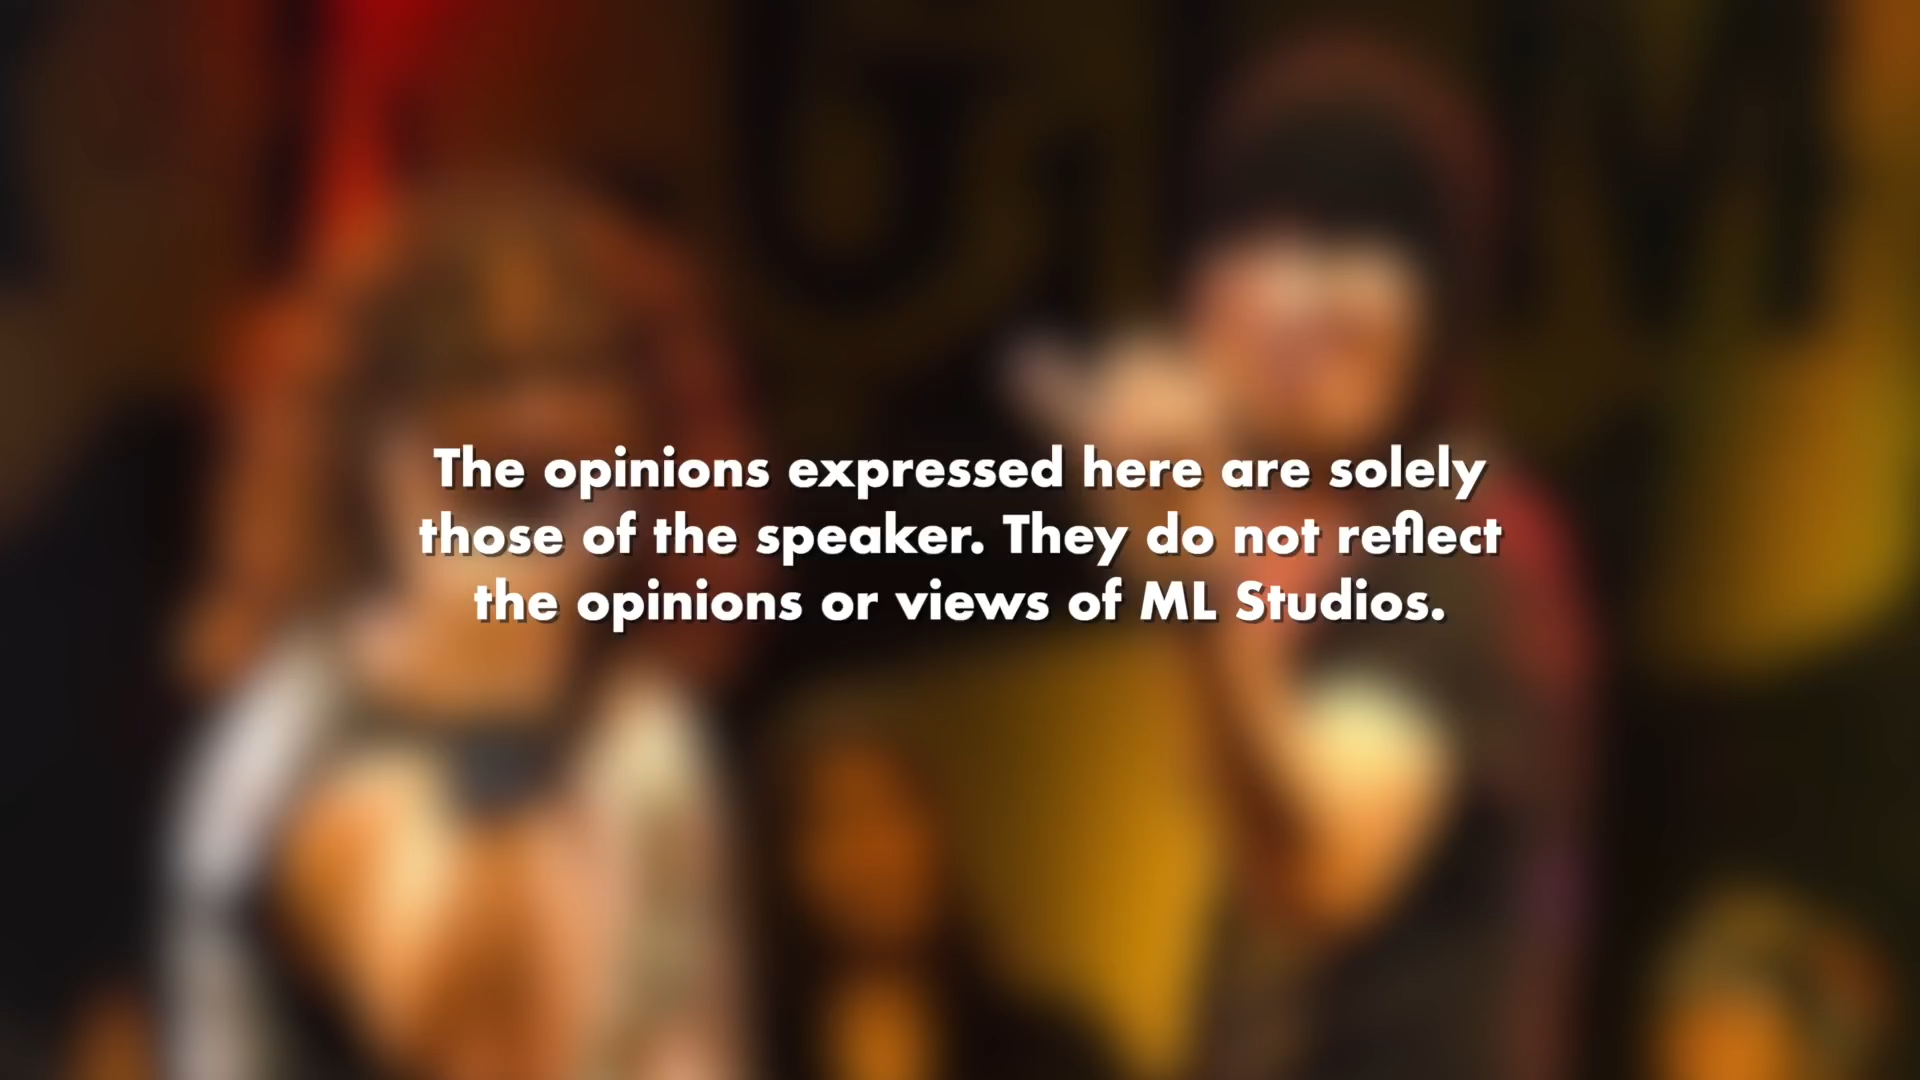 The opinions expressed here are solely
those of the speaker. They do not reflect
the opinions or views of ML Studios.